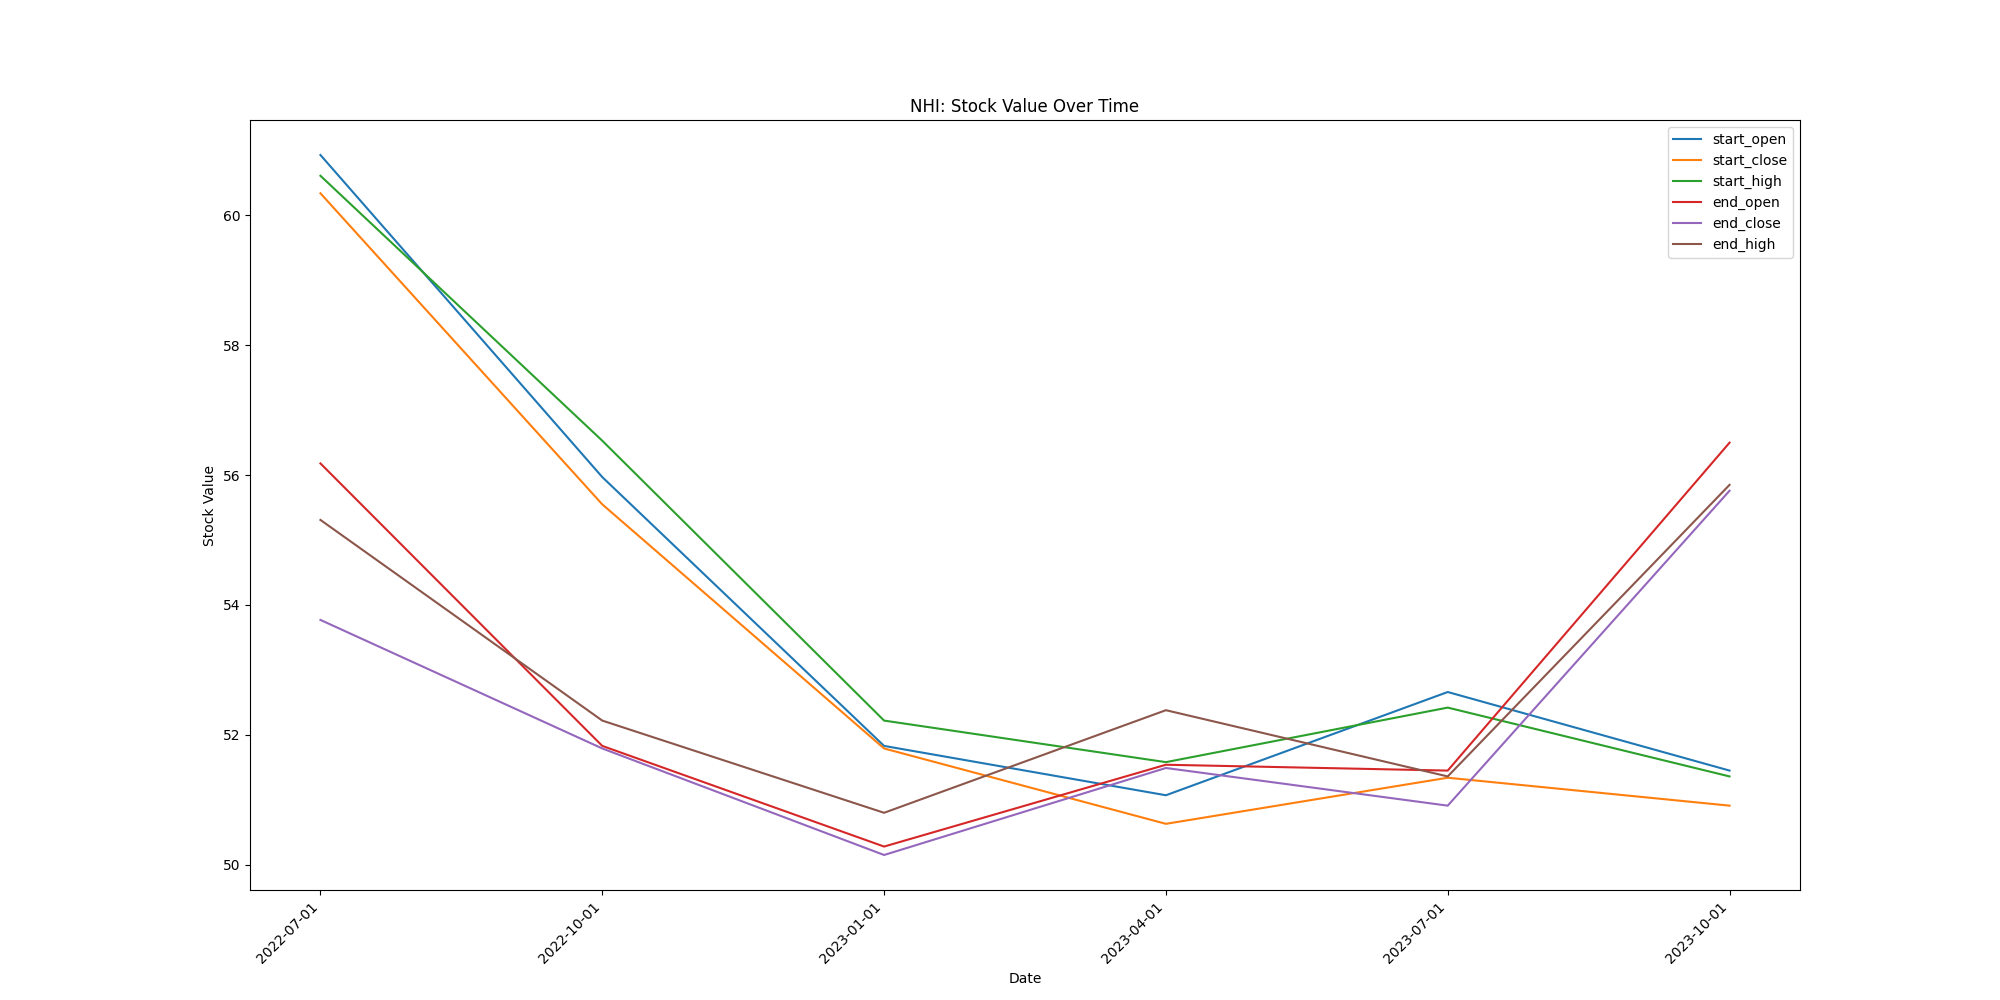 NHI: Stock Value Over Time
start_open
start_close
start_high
end_open
end_close
end_high
Stock Value
60
58
56
54
52
50
2022-07-01
2022-10-01
2023-01-01
2023-04-01
2023-07-01
2023-10-01
Date